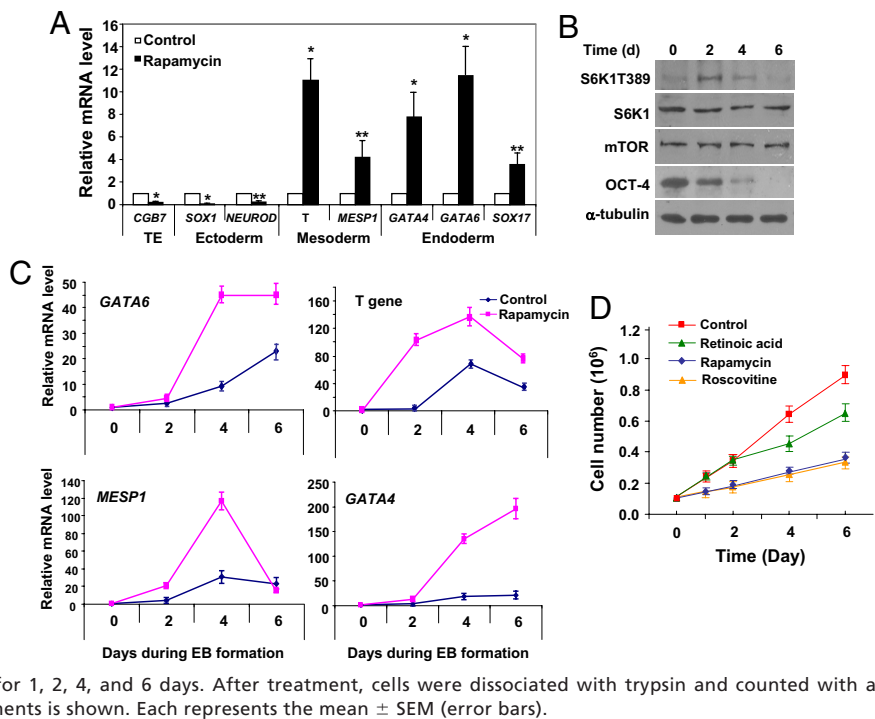 A
Relative mRNA level
16
14
12
10
8
6
4
2
0
Control
Rapamycin
* * ** * ** * * **
CGB7 SOX1 NEUROD T MESP1 GATA4 GATA6 SOX17
TE Ectoderm Mesoderm Endoderm
B
Time (d) 0 2 4 6
S6K1T389
S6K1
mTOR
OCT-4
α-tubulin
C
Relative mRNA level
50
40
30
20
10
0
GATA6
0 2 4 6
160
120
80
40
0
T gene
Control
Rapamycin
0 2 4 6
Relative mRNA level
140
120
100
80
60
40
20
0
MESP1
0 2 4 6
Days during EB formation
250
200
150
100
50
0
GATA4
0 2 4 6
Days during EB formation
D
Cell number (10⁶)
1.2
1.0
0.8
0.6
0.4
0.2
0.0
Control
Retinoic acid
Rapamycin
Roscovitine
0 2 4 6
Time (Day)
for 1, 2, 4, and 6 days. After treatment, cells were dissociated with trypsin and counted with a
nents is shown. Each represents the mean ± SEM (error bars).